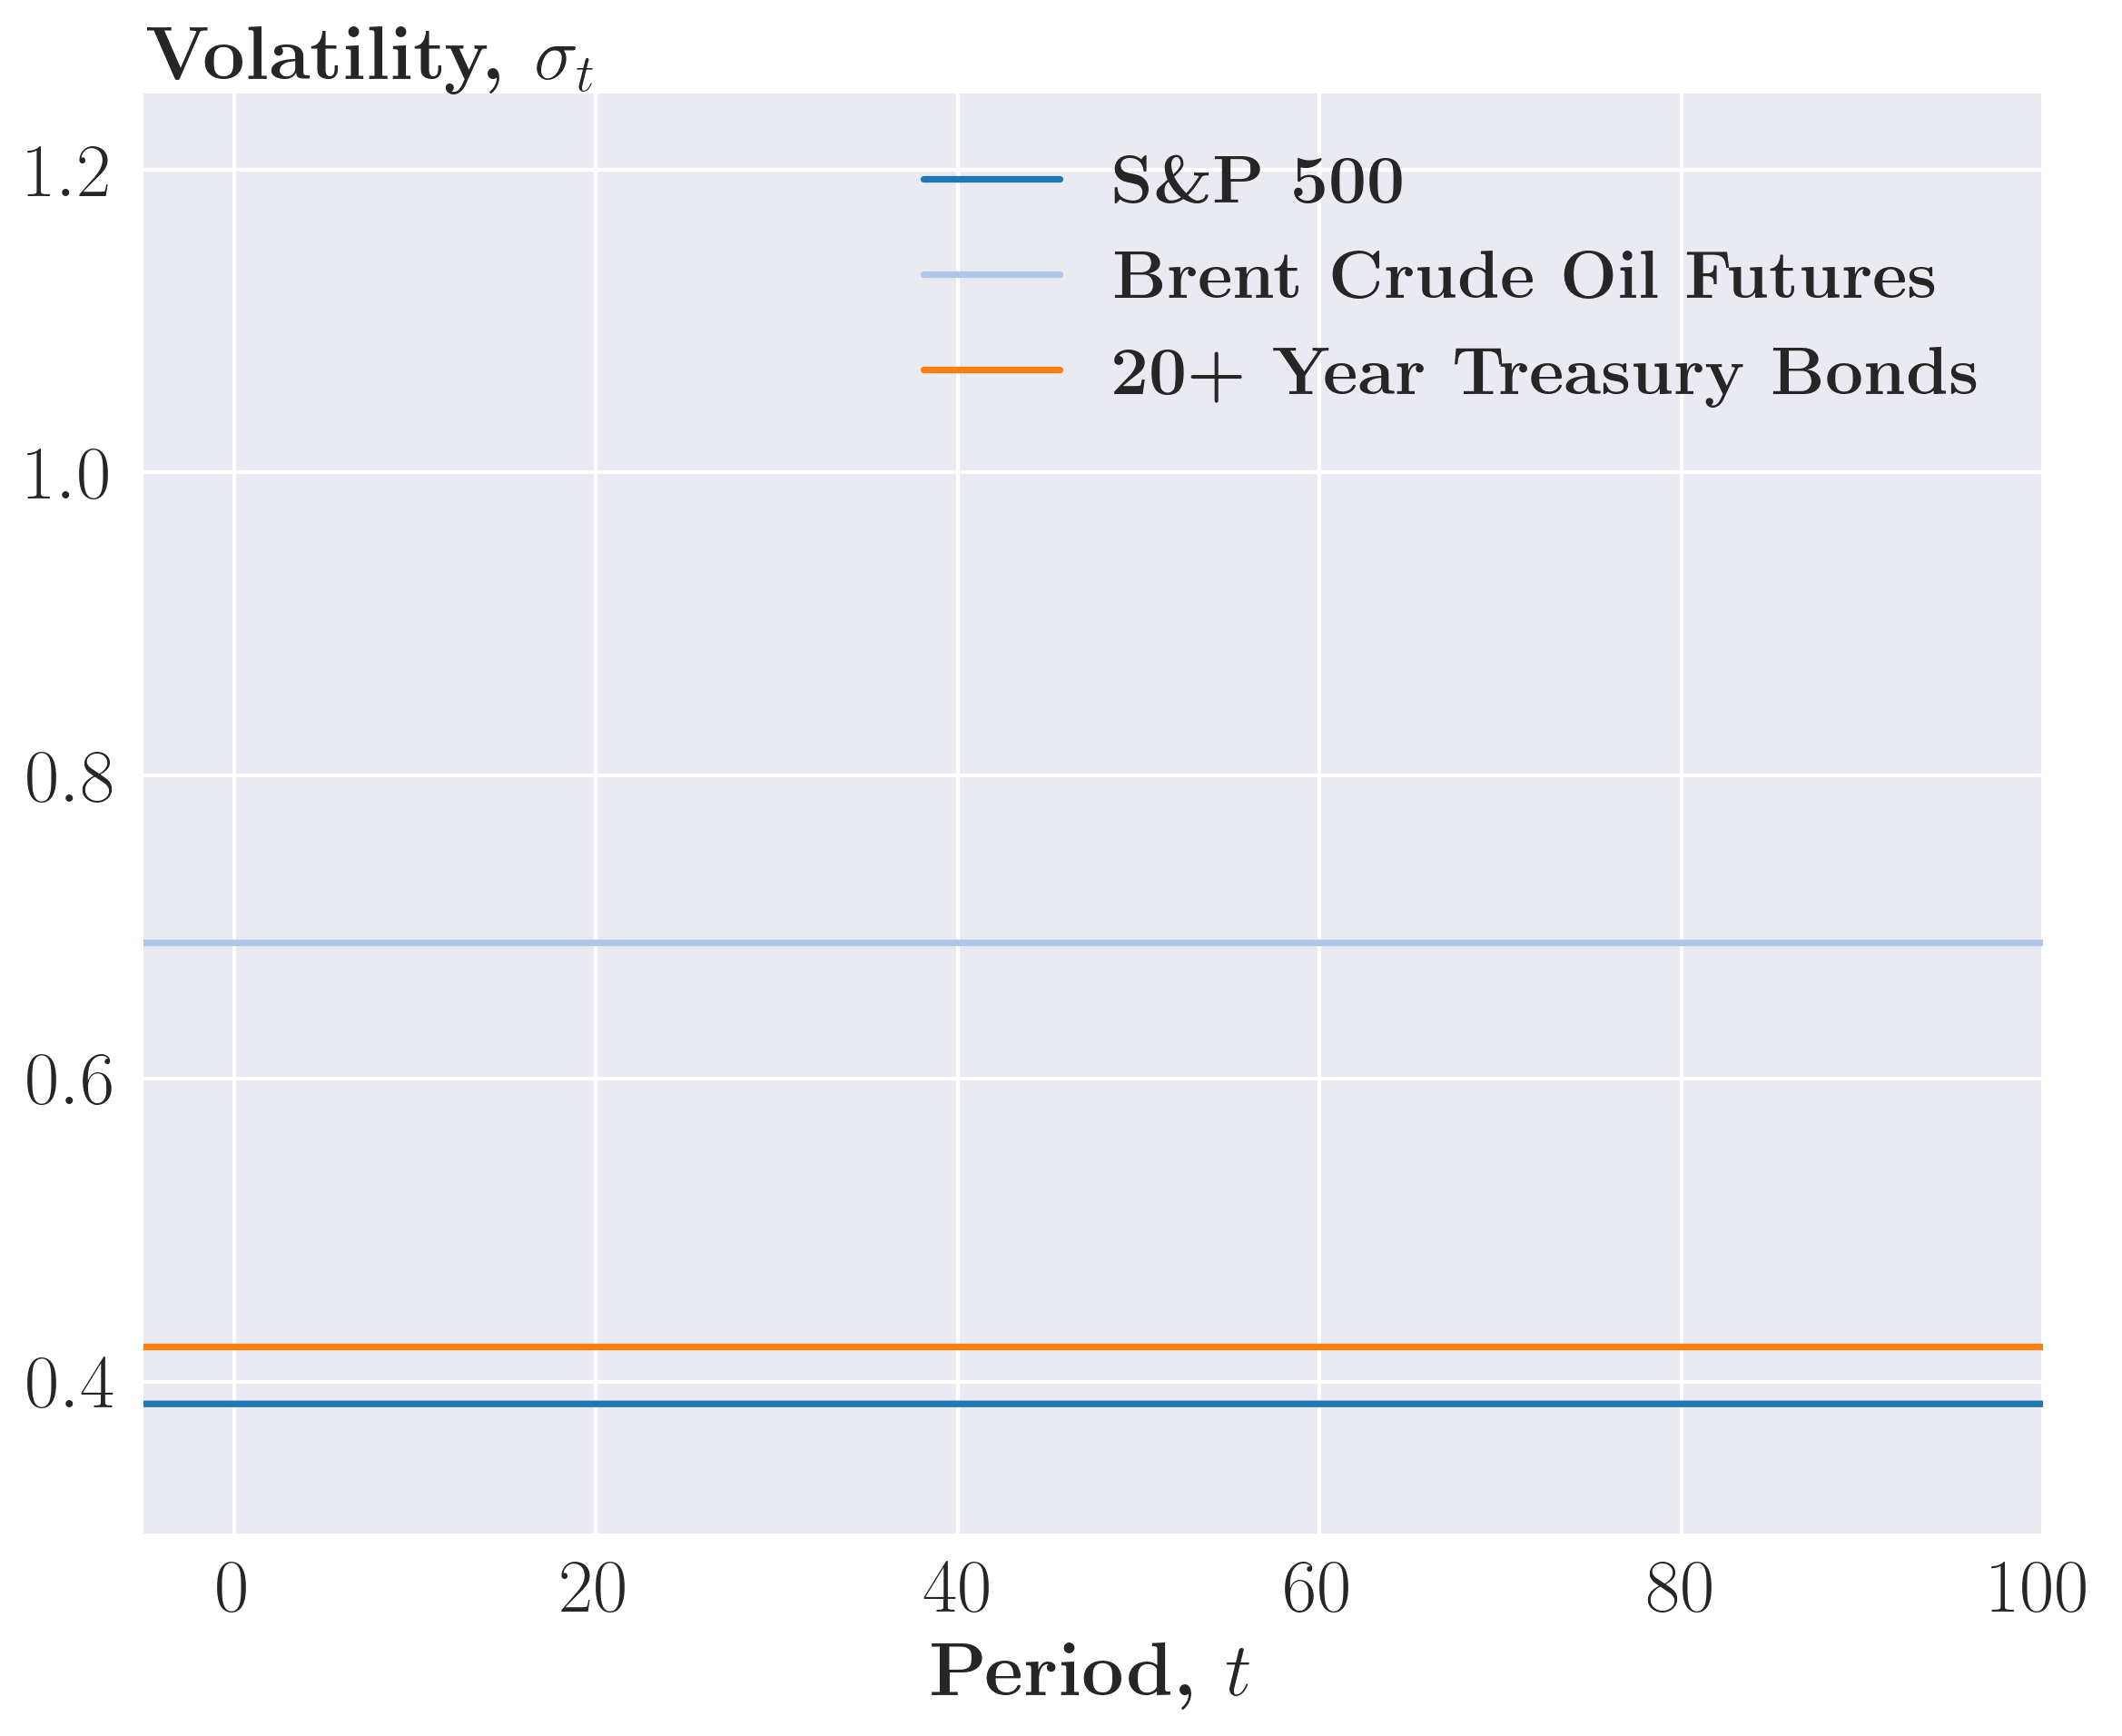 Volatility, σt
1.2
1.0
0.8
0.6
0.4
S&P 500
Brent Crude Oil Futures
20+ Year Treasury Bonds
0 20 40 60 80 100
Period, t